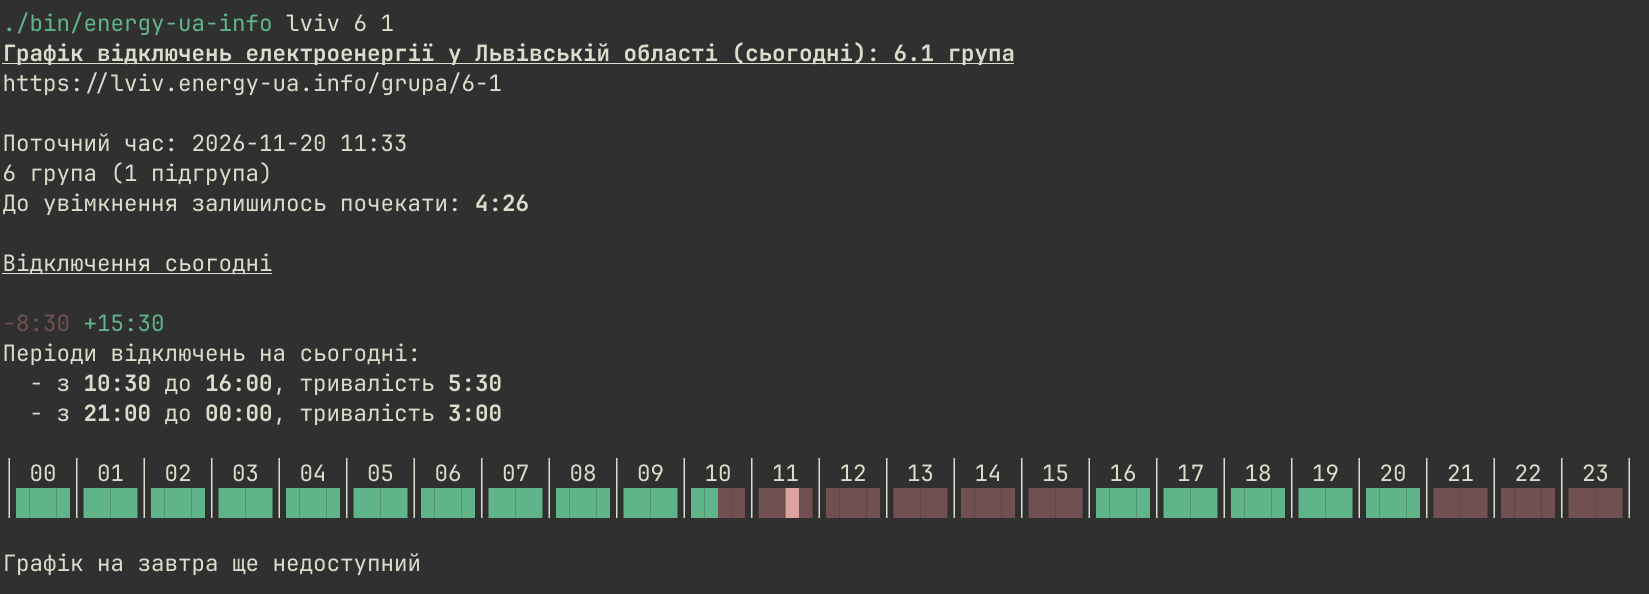 ./bin/energy-ua-info lviv 6 1
Графік відключень електроенергії у Львівській області (сьогодні): 6.1 група
https://lviv.energy-ua.info/grupa/6-1
Поточний час: 2026-11-20 11:33
6 група (1 підгрупа)
До увімкнення залишилось почекати: 4:26
Відключення сьогодні
-8:30 +15:30
Періоди відключень на сьогодні:
- з 10:30 до 16:00, тривалість 5:30
- з 21:00 до 00:00, тривалість 3:00
| 00 | 01 | 02 | 03 | 04 | 05 | 06 | 07 | 08 | 09 | 10 | 11 | 12 | 13 | 14 | 15 | 16 | 17 | 18 | 19 | 20 | 21 | 22 | 23 |
Графік на завтра ще недоступний